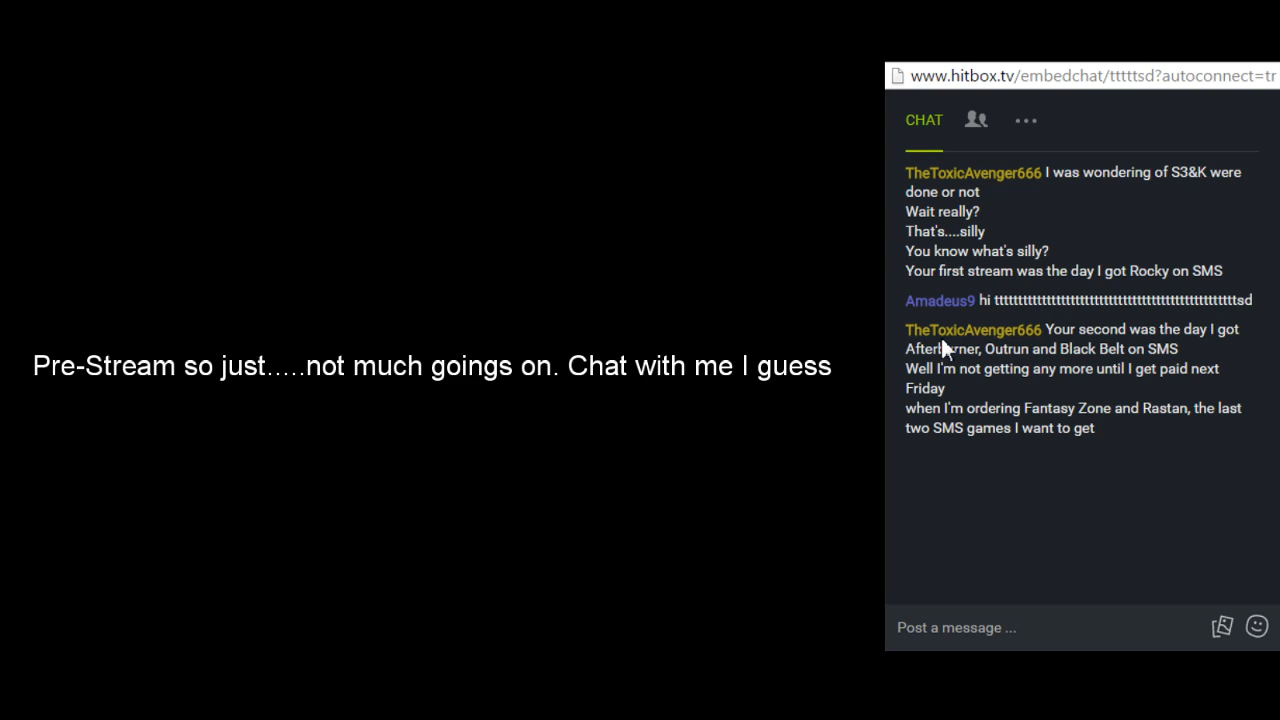 www.hitbox.tv/embedchat/tttttsd?autoconnect=tr
CHAT
TheToxicAvenger666 I was wondering of S3&K were
done or not
Wait really?
That's....silly
You know what's silly?
Your first stream was the day I got Rocky on SMS
Amadeus9 hi tttttttttttttttttttttttttttttttttttttttttttttttttttsd
TheToxicAvenger666 Your second was the day I got
Afterburner, Outrun and Black Belt on SMS
Well I'm not getting any more until I get paid next
Friday
when I'm ordering Fantasy Zone and Rastan, the last
two SMS games I want to get
Post a message ...
Pre-Stream so just.....not much goings on. Chat with me I guess